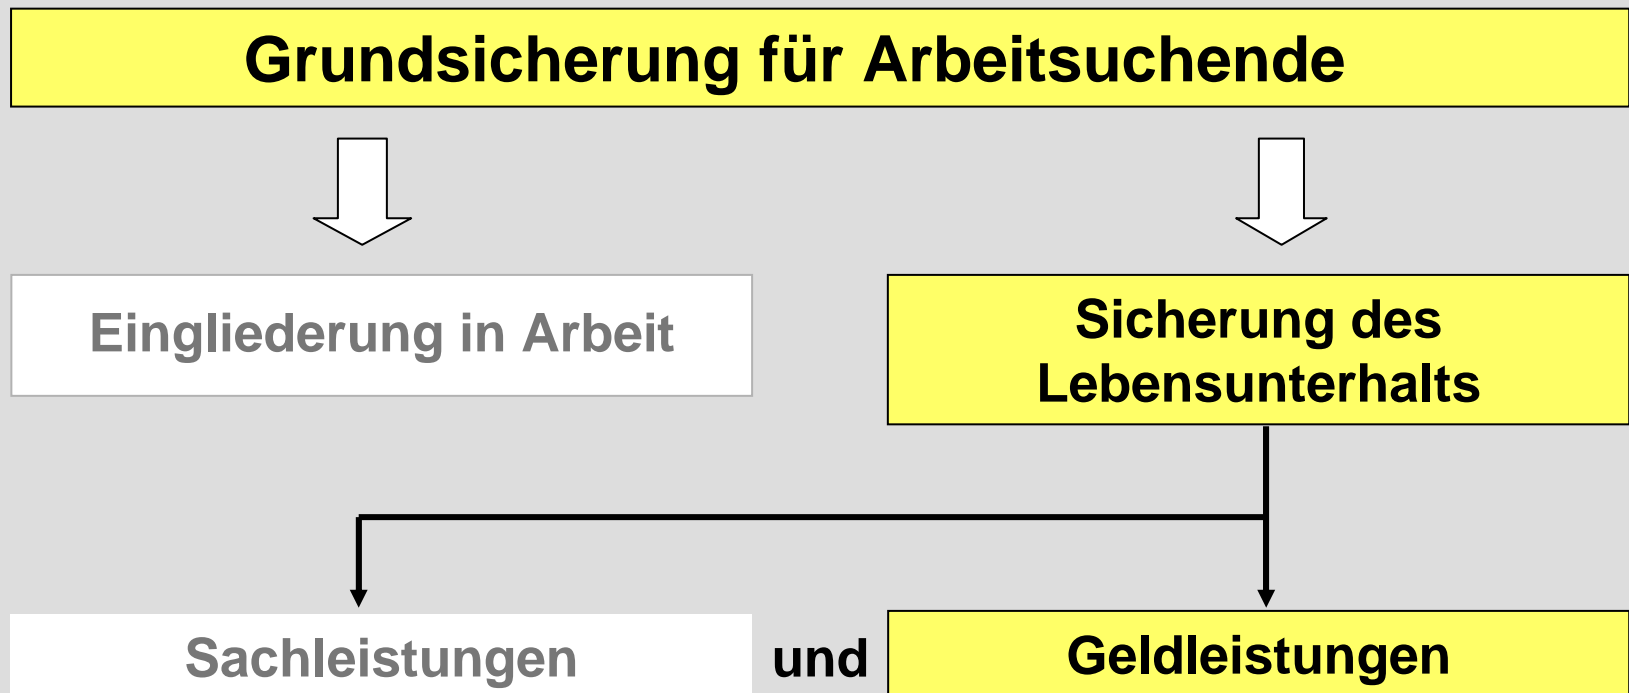 Grundsicherung für Arbeitsuchende
Eingliederung in Arbeit
Sicherung des
Lebensunterhalts
Sachleistungen und Geldleistungen